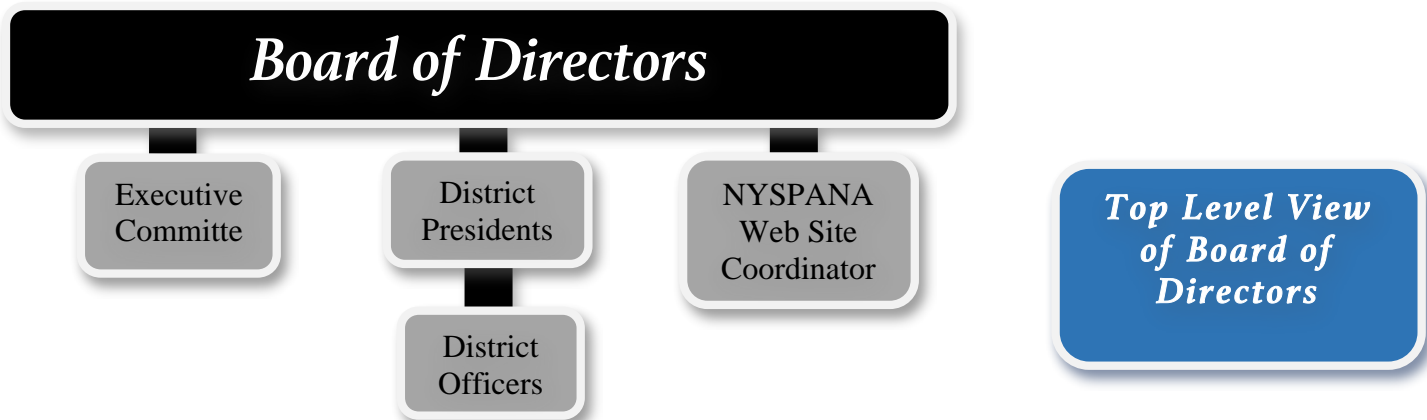 Board of Directors
Executive
Committe
District
Presidents
NYSPANA
Web Site
Coordinator
District
Officers
Top Level View
of Board of
Directors